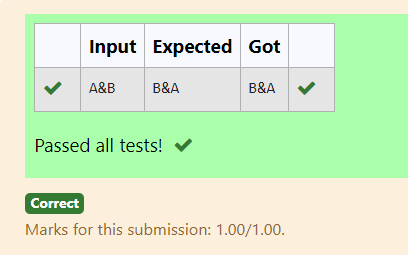 Input Expected Got
A&B B&A B&A
Passed all tests!
Correct
Marks for this submission: 1.00/1.00.